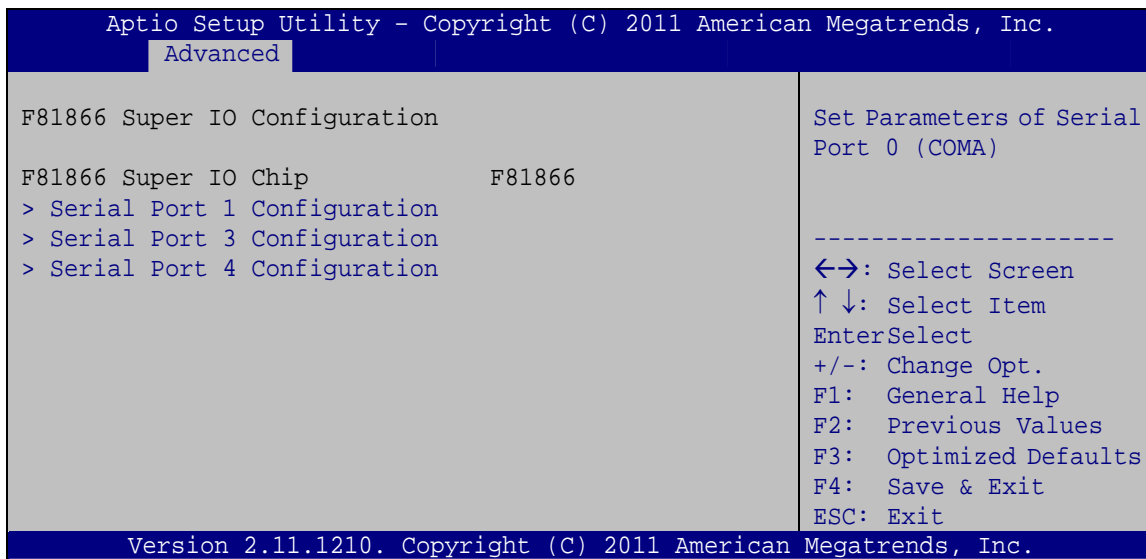 Aptio Setup Utility – Copyright (C) 2011 American Megatrends, Inc.
Advanced
F81866 Super IO Configuration
F81866 Super IO Chip F81866
> Serial Port 1 Configuration
> Serial Port 3 Configuration
> Serial Port 4 Configuration
Set Parameters of Serial
Port 0 (COMA)
---------------------
←→: Select Screen
↑ ↓: Select Item
EnterSelect
+/-: Change Opt.
F1: General Help
F2: Previous Values
F3: Optimized Defaults
F4: Save & Exit
ESC: Exit
Version 2.11.1210. Copyright (C) 2011 American Megatrends, Inc.